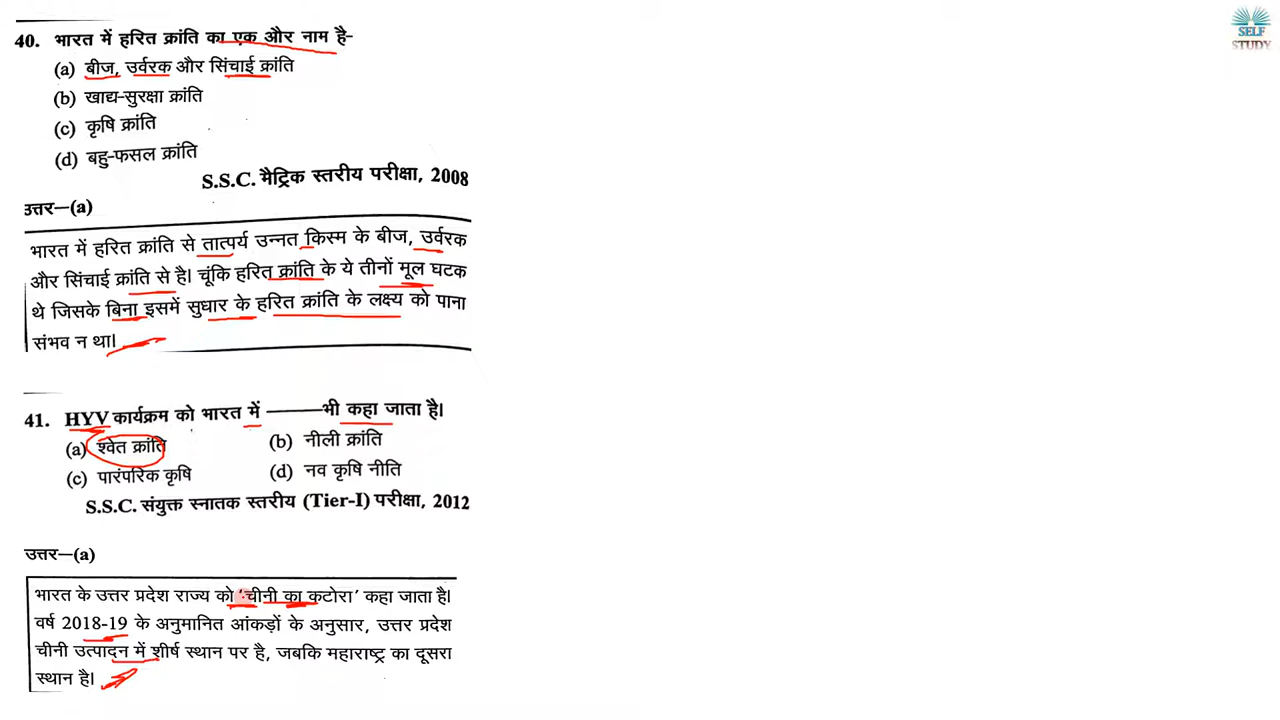 SELF
STUDY
40. भारत में हरित क्रांति का एक और नाम है-
(a) बीज, उर्वरक और सिंचाई क्रांति
(b) खाद्य-सुरक्षा क्रांति
(c) कृषि क्रांति
(d) बहु-फसल क्रांति
S.S.C. मैट्रिक स्तरीय परीक्षा, 2008
उत्तर—(a)
भारत में हरित क्रांति से तात्पर्य उन्नत किस्म के बीज, उर्वरक
और सिंचाई क्रांति से है। चूंकि हरित क्रांति के ये तीनों मूल घटक
थे जिसके बिना इसमें सुधार के हरित क्रांति के लक्ष्य को पाना
संभव न था।
41. HYV कार्यक्रम को भारत में ———भी कहा जाता है।
(a) श्वेत क्रांति (b) नीली क्रांति
(c) पारंपरिक कृषि (d) नव कृषि नीति
S.S.C. संयुक्त स्नातक स्तरीय (Tier-I) परीक्षा, 2012
उत्तर—(a)
भारत के उत्तर प्रदेश राज्य को 'चीनी का कटोरा' कहा जाता है।
वर्ष 2018-19 के अनुमानित आंकड़ों के अनुसार, उत्तर प्रदेश
चीनी उत्पादन में शीर्ष स्थान पर है, जबकि महाराष्ट्र का दूसरा
स्थान है।